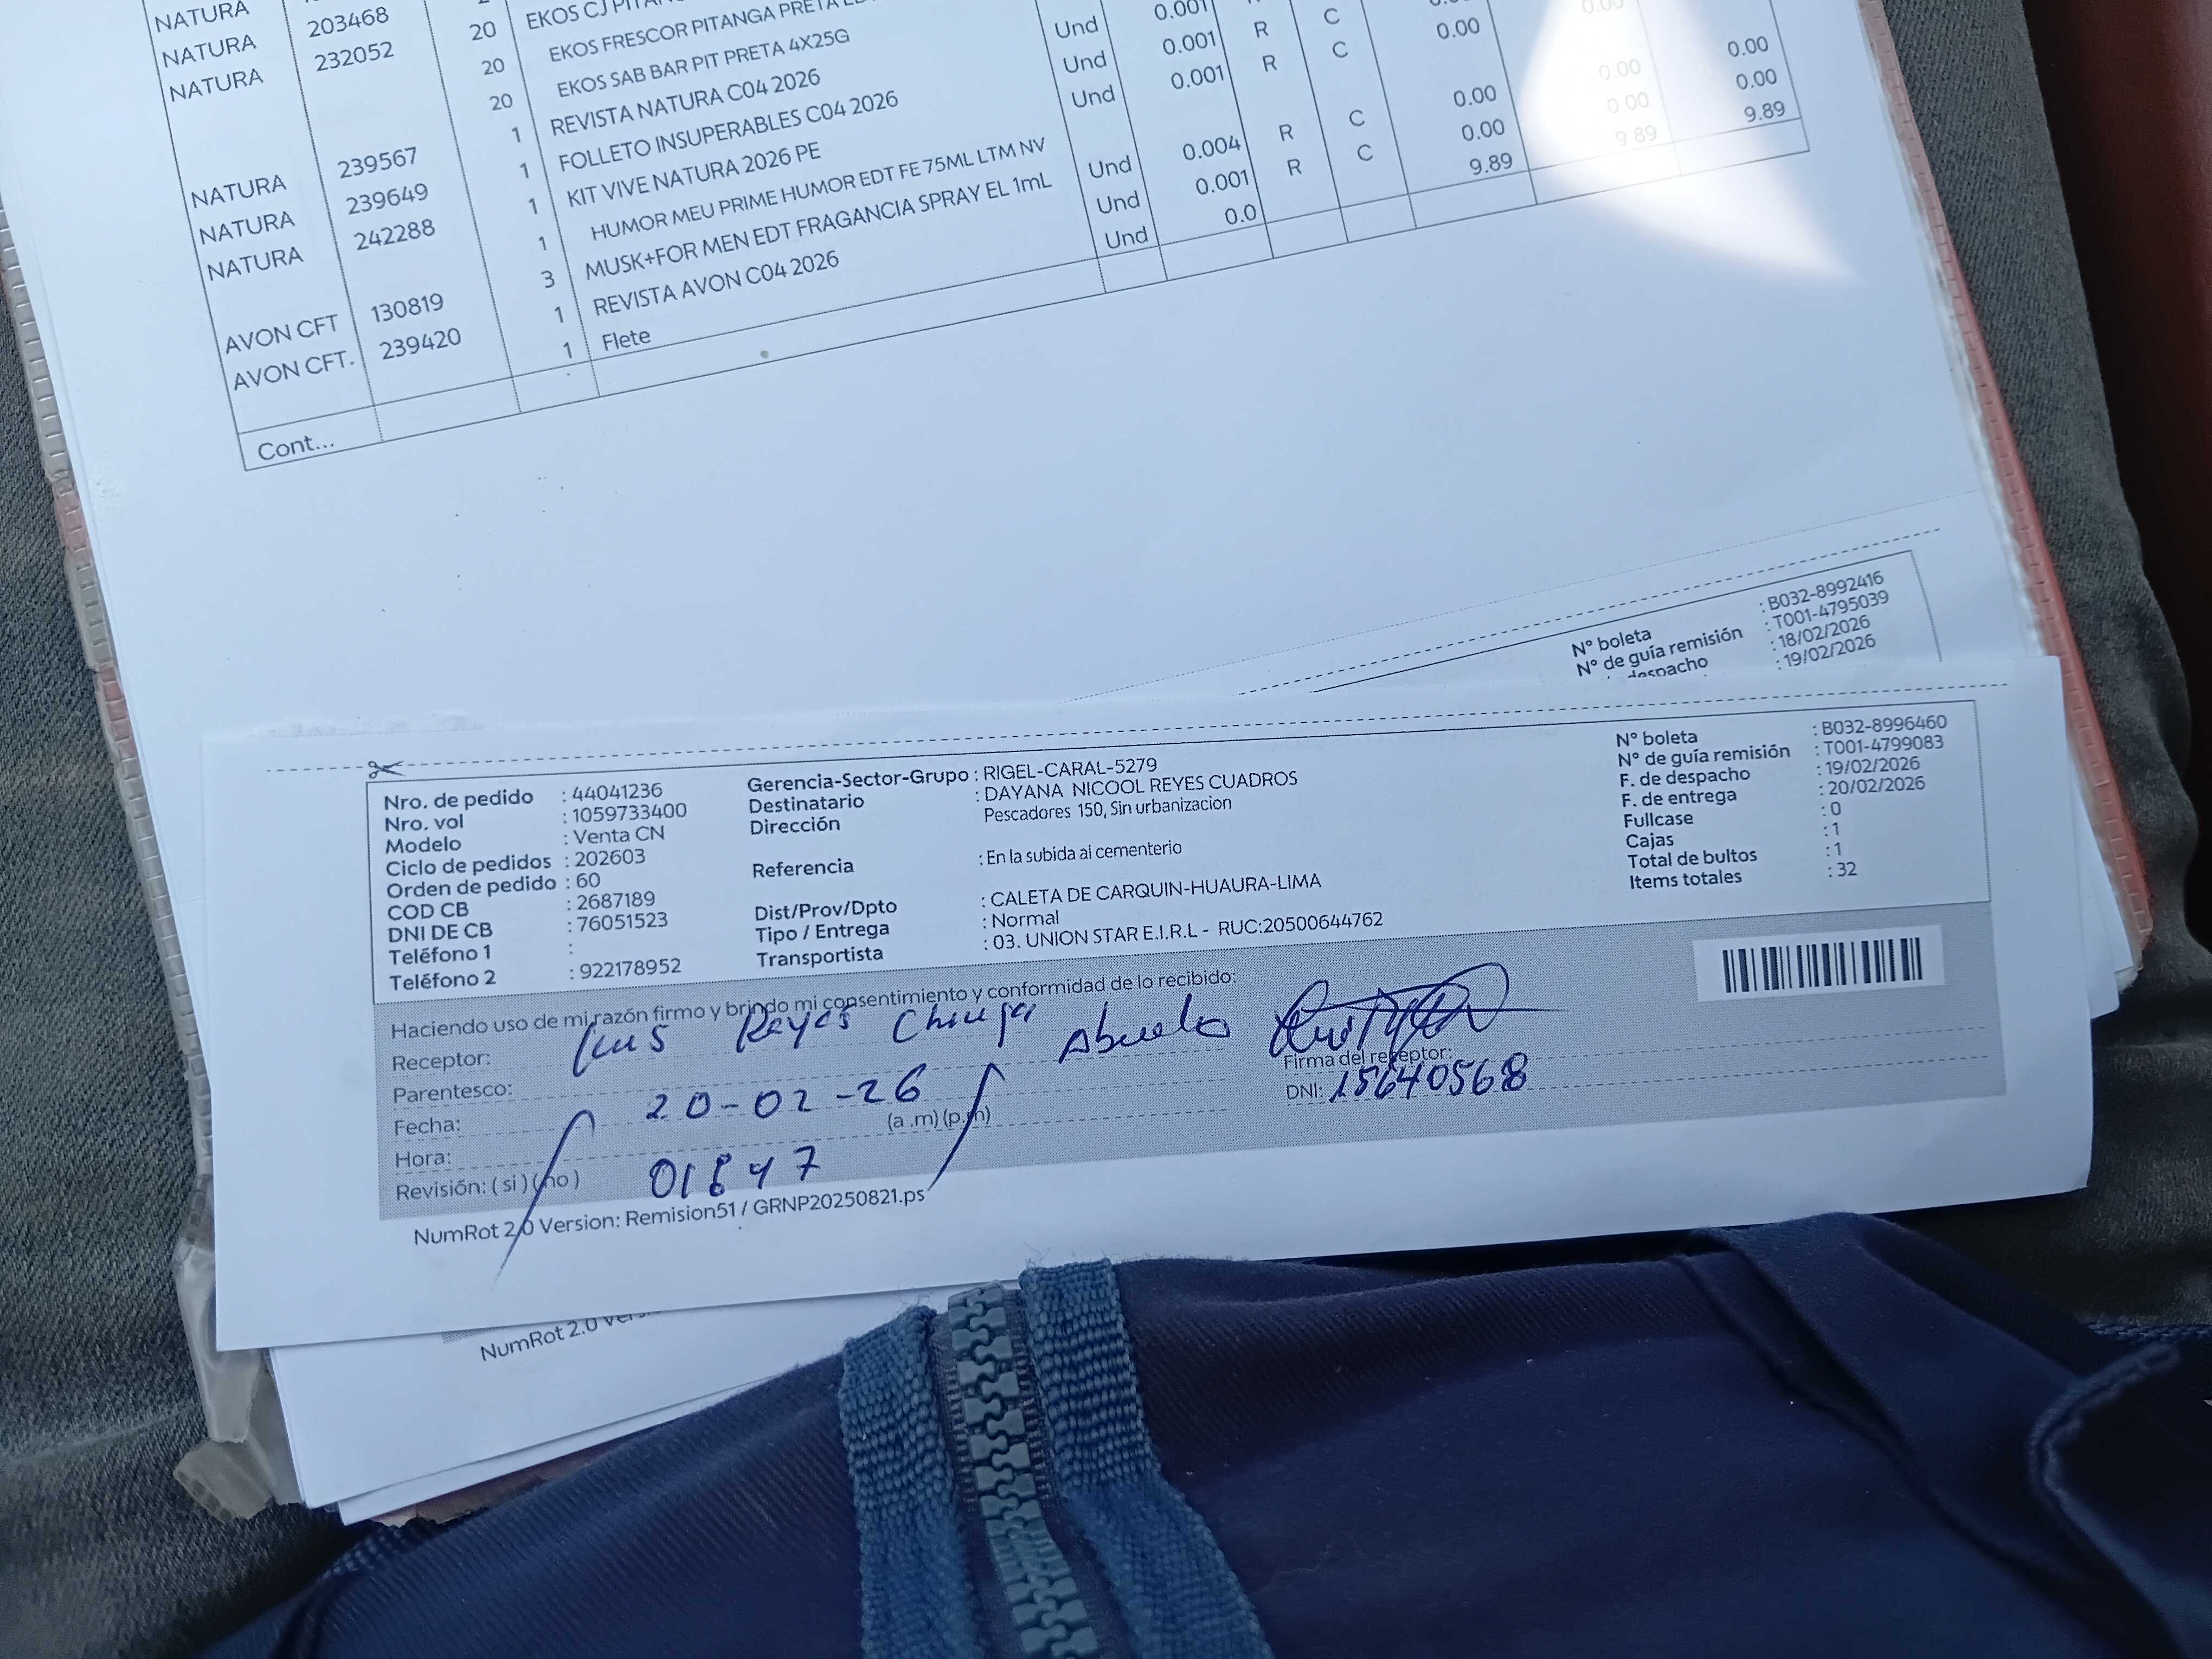 NATURA
NATURA 203468 20 EKOS CJ
NATURA 232052 20 EKOS FRESCOR PITANGA PRETA
20 EKOS SAB BAR PIT PRETA 4X25G Und 0.001
1 REVISTA NATURA C04 2026 Und 0.001 R C 0.00
NATURA 239567 1 FOLLETO INSUPERABLES C04 2026 Und 0.001 R C
NATURA 239649 1 KIT VIVE NATURA 2026 PE
NATURA 242288 1 HUMOR MEU PRIME HUMOR EDT FE 75ML LTM NV
3 MUSK+FOR MEN EDT FRAGANCIA SPRAY EL 1mL Und 0.004 R C 0.00 0.00 0.00
AVON CFT 130819 1 REVISTA AVON C04 2026 Und 0.001 R C 0.00 0.00 0.00
AVON CFT. 239420 1 Flete Und 0.0 9.89 9.89 9.89
Cont...
N° boleta : B032-8992416
N° de guía remisión : T001-4795039
despacho : 18/02/2026
: 19/02/2026
Nro. de pedido : 44041236
Nro. vol : 1059733400
Modelo : Venta CN
Ciclo de pedidos : 202603
Orden de pedido : 60
COD CB : 2687189
DNI DE CB : 76051523
Teléfono 1 :
Teléfono 2 : 922178952
Gerencia-Sector-Grupo : RIGEL-CARAL-5279
Destinatario : DAYANA NICOOL REYES CUADROS
Dirección Pescadores 150, Sin urbanizacion
Referencia : En la subida al cementerio
Dist/Prov/Dpto : CALETA DE CARQUIN-HUAURA-LIMA
Tipo / Entrega : Normal
Transportista : 03. UNION STAR E.I.R.L - RUC:20500644762
N° boleta : B032-8996460
N° de guía remisión : T001-4799083
F. de despacho : 19/02/2026
F. de entrega : 20/02/2026
Fullcase : 0
Cajas : 1
Total de bultos : 1
Items totales : 32
Haciendo uso de mi razón firmo y brindo mi consentimiento y conformidad de lo recibido:
Receptor: Luis Reyes Abuelo
Parentesco:
Fecha: 20-02-26
Hora: (a .m) (p.m)
Revisión: ( si ) ( no ) 01847
Firma del receptor:
DNI: 15640568
NumRot 2.0 Version: Remision51 / GRNP20250821.ps
NumRot 2.0